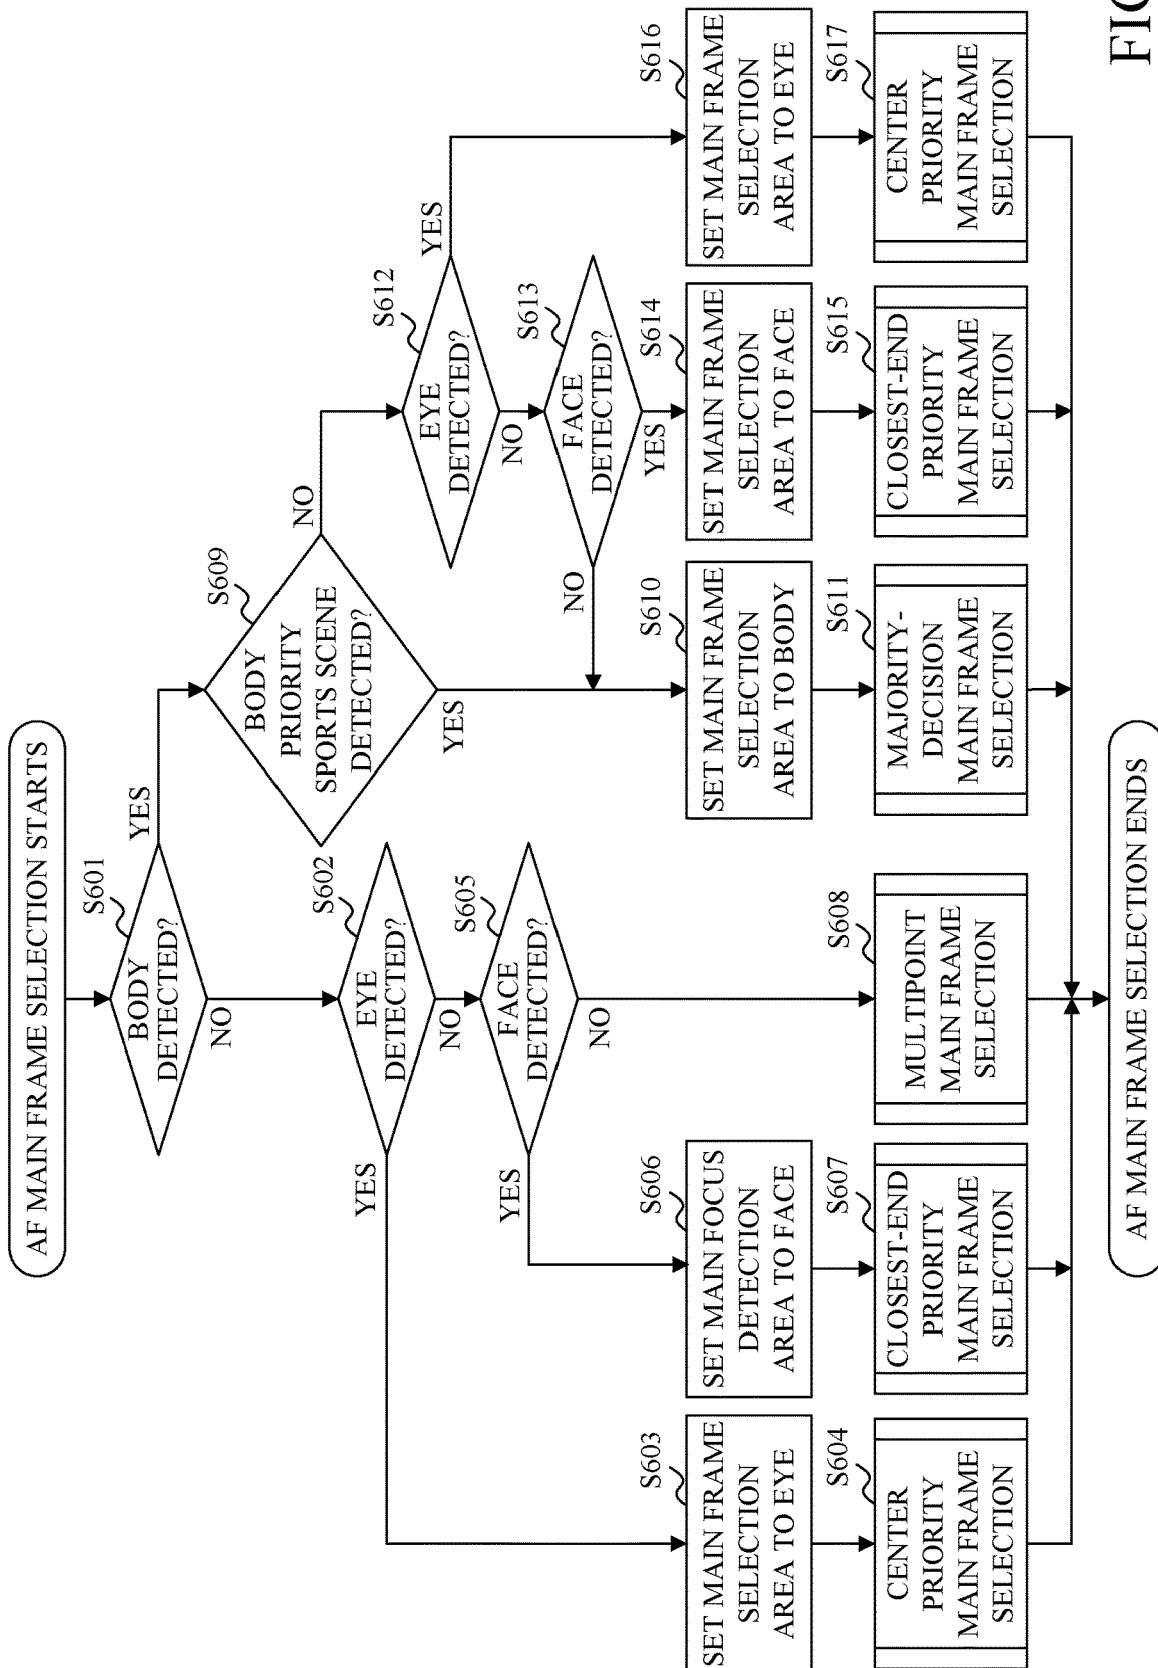 AF MAIN FRAME SELECTION STARTS
S601
BODY
DETECTED?
YES
NO
S602
EYE
DETECTED?
YES
NO
S605
FACE
DETECTED?
YES
NO
S609
BODY
PRIORITY
SPORTS SCENE
DETECTED?
NO
YES
S612
EYE
DETECTED?
YES
NO
S613
FACE
DETECTED?
NO
YES
S603
SET MAIN FRAME
SELECTION
AREA TO EYE
S604
CENTER
PRIORITY
MAIN FRAME
SELECTION
S606
SET MAIN FOCUS
DETECTION
AREA TO FACE
S607
CLOSEST-END
PRIORITY
MAIN FRAME
SELECTION
S608
MULTIPOINT
MAIN FRAME
SELECTION
S610
SET MAIN FRAME
SELECTION
AREA TO BODY
S611
MAJORITY-
DECISION
MAIN FRAME
SELECTION
S614
SET MAIN FRAME
SELECTION
AREA TO FACE
S615
CLOSEST-END
PRIORITY
MAIN FRAME
SELECTION
S616
SET MAIN FRAME
SELECTION
AREA TO EYE
S617
CENTER
PRIORITY
MAIN FRAME
SELECTION
AF MAIN FRAME SELECTION ENDS